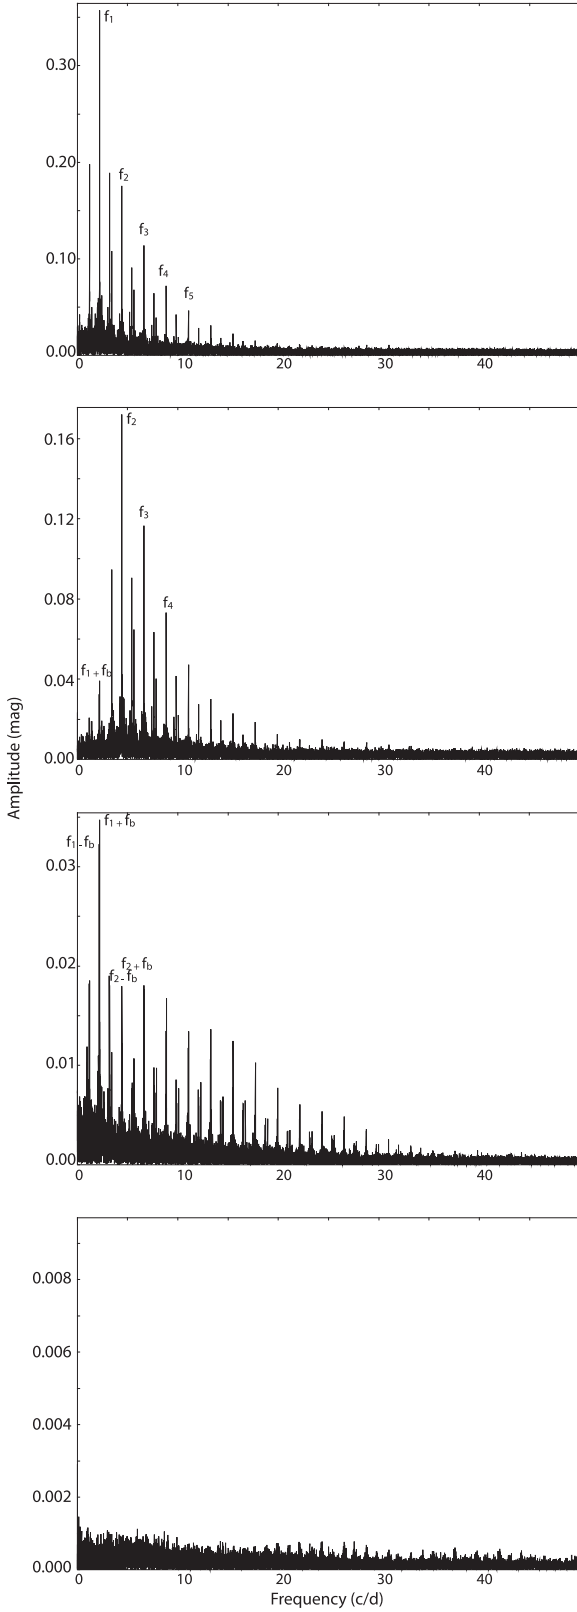 f1
0.30
f2
0.20
f3
f4
f5
0.10
0.00
0 10 20 30 40
f2
0.16
f3
0.12
f4
0.08
f1 + fb
0.04
0.00
0 10 20 30 40
Amplitude (mag)
f1 + fb
f1 - fb
0.03
f2 + fb
f2 - fb
0.02
0.01
0.00
0 10 20 30 40
0.008
0.006
0.004
0.002
0.000
0 10 20 30 40
Frequency (c/d)